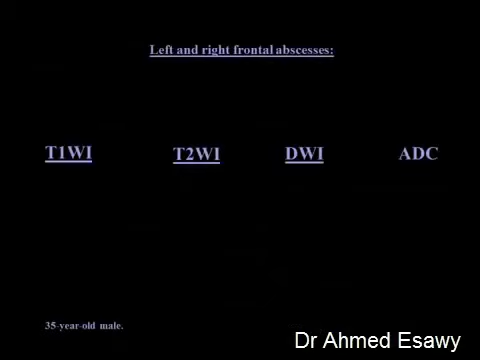 Left and right frontal abscesses:
T1WI T2WI DWI ADC
35-year-old male.
Dr Ahmed Esawy